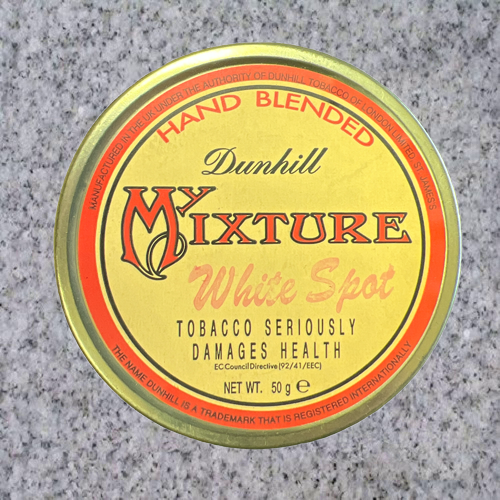 MANUFACTURED IN THE UK UNDER THE AUTHORITY OF DUNHILL TOBACCO OF LONDON LIMITED, ST. JAMES'S
HAND BLENDED
Dunhill
MY MIXTURE
White Spot
TOBACCO SERIOUSLY
DAMAGES HEALTH
EC Council Directive (92/41/EEC)
NET WT. 50 g ℮
THE NAME DUNHILL IS A TRADEMARK THAT IS REGISTERED INTERNATIONALLY